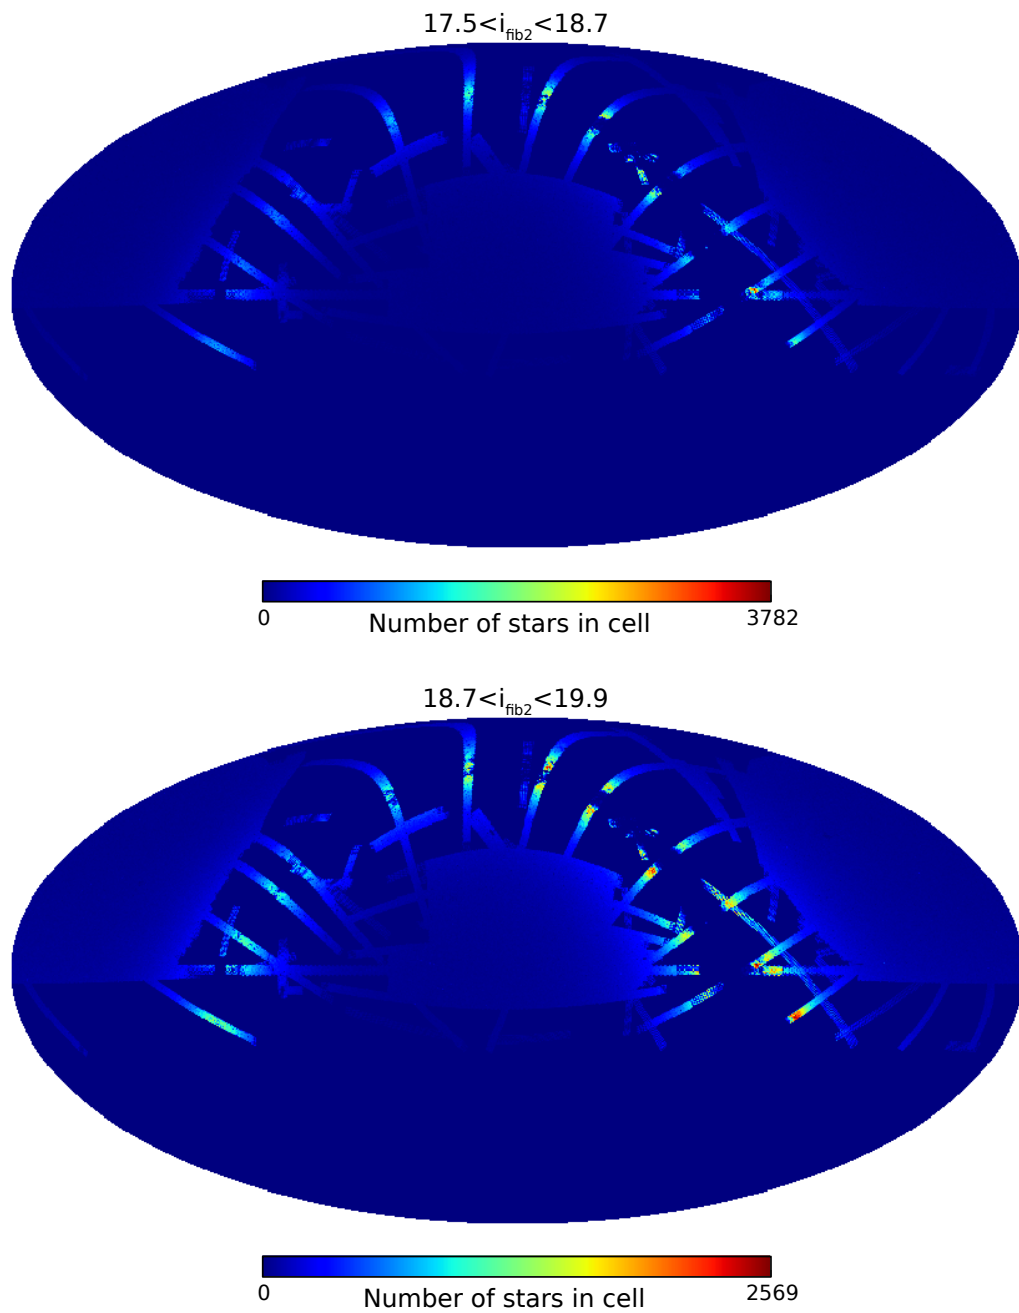 17.5<i_fib2<18.7
0
3782
Number of stars in cell
18.7<i_fib2<19.9
0
2569
Number of stars in cell